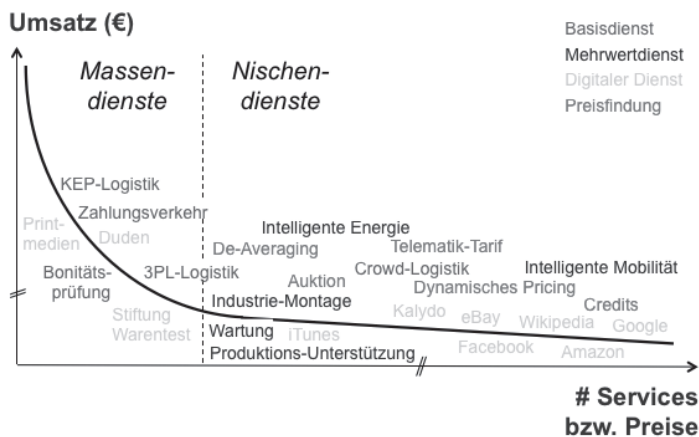 Umsatz (€)
Massen-
dienste
Nischen-
dienste
Basisdienst
Mehrwertdienst
Digitaler Dienst
Preisfindung
KEP-Logistik
Zahlungsverkehr
Print-
medien
Duden
Intelligente Energie
De-Averaging
Telematik-Tarif
Bonitäts-
prüfung
3PL-Logistik
Auktion
Crowd-Logistik
Intelligente Mobilität
Dynamisches Pricing
Industrie-Montage
Credits
Stiftung
Warentest
Kalydo
eBay
Wikipedia
Google
Wartung
iTunes
Produktions-Unterstützung
Facebook
Amazon
# Services
bzw. Preise